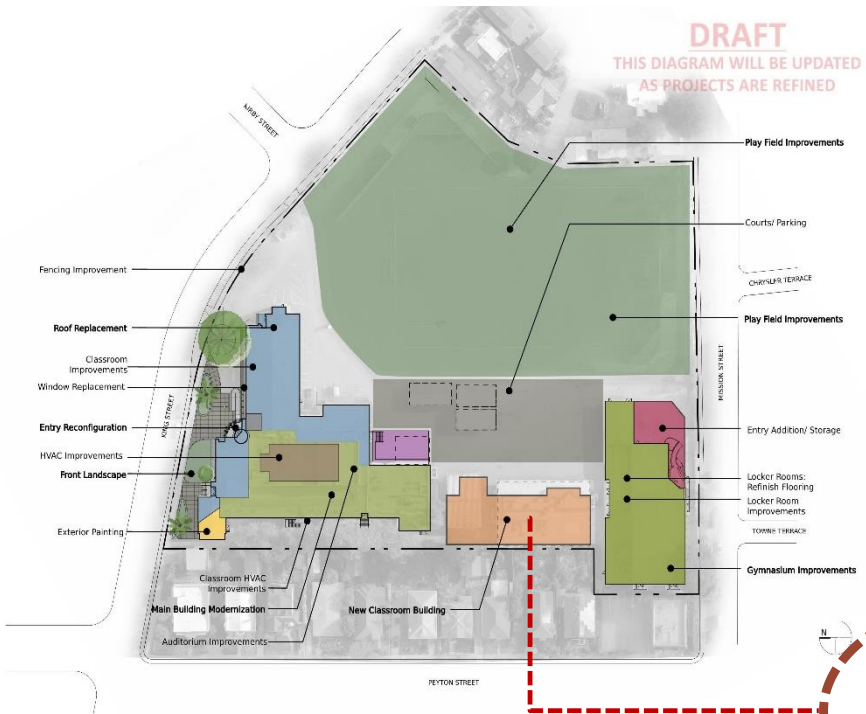 DRAFT
THIS DIAGRAM WILL BE UPDATED
AS PROJECTS ARE REFINED
KIRBY STREET
Play Field Improvements
Courts/ Parking
Fencing Improvement
CHRYSLER TERRACE
Roof Replacement
Play Field Improvements
Classroom
Improvements
Window Replacement
MISSION STREET
KING STREET
Entry Reconfiguration
Entry Addition/ Storage
HVAC Improvements
Front Landscape
Locker Rooms:
Refinish Flooring
Locker Room
Improvements
Exterior Painting
TOWNE TERRACE
Gymnasium Improvements
Classroom HVAC
Improvements
Main Building Modernization
New Classroom Building
Auditorium Improvements
N
PEYTON STREET